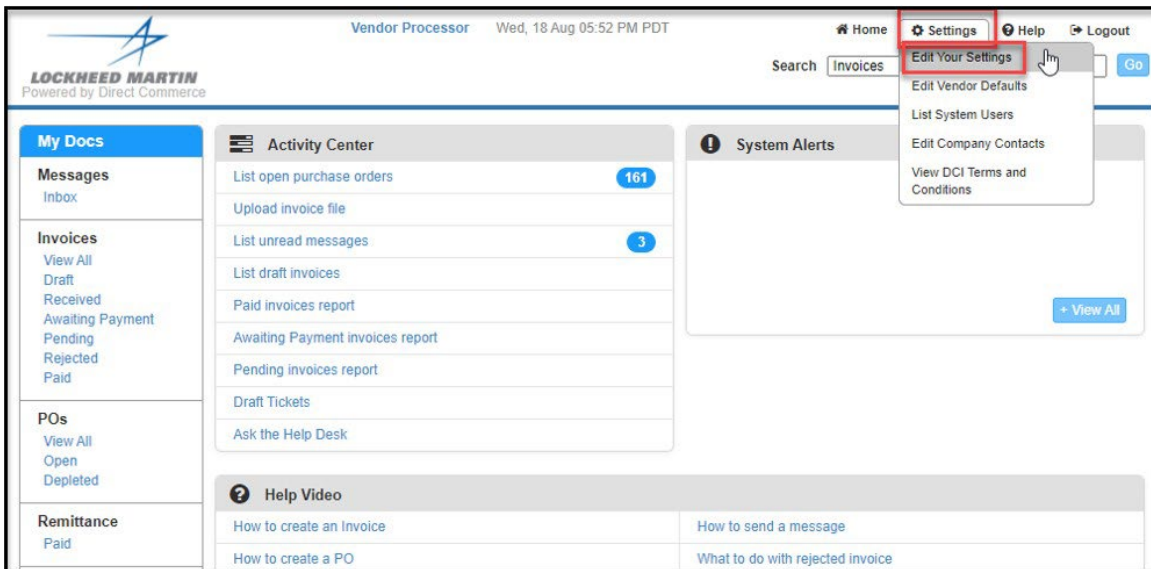 Vendor Processor Wed, 18 Aug 05:52 PM PDT Home Settings Help Logout
LOCKHEED MARTIN
Powered by Direct Commerce
Search Invoices Go
Edit Your Settings
Edit Vendor Defaults
List System Users
Edit Company Contacts
View DCI Terms and
Conditions
My Docs
Messages
Inbox
Invoices
View All
Draft
Received
Awaiting Payment
Pending
Rejected
Paid
POs
View All
Open
Depleted
Remittance
Paid
Activity Center
List open purchase orders 161
Upload invoice file
List unread messages 3
List draft invoices
Paid invoices report
Awaiting Payment invoices report
Pending invoices report
Draft Tickets
Ask the Help Desk
System Alerts
+ View All
Help Video
How to create an Invoice How to send a message
How to create a PO What to do with rejected invoice